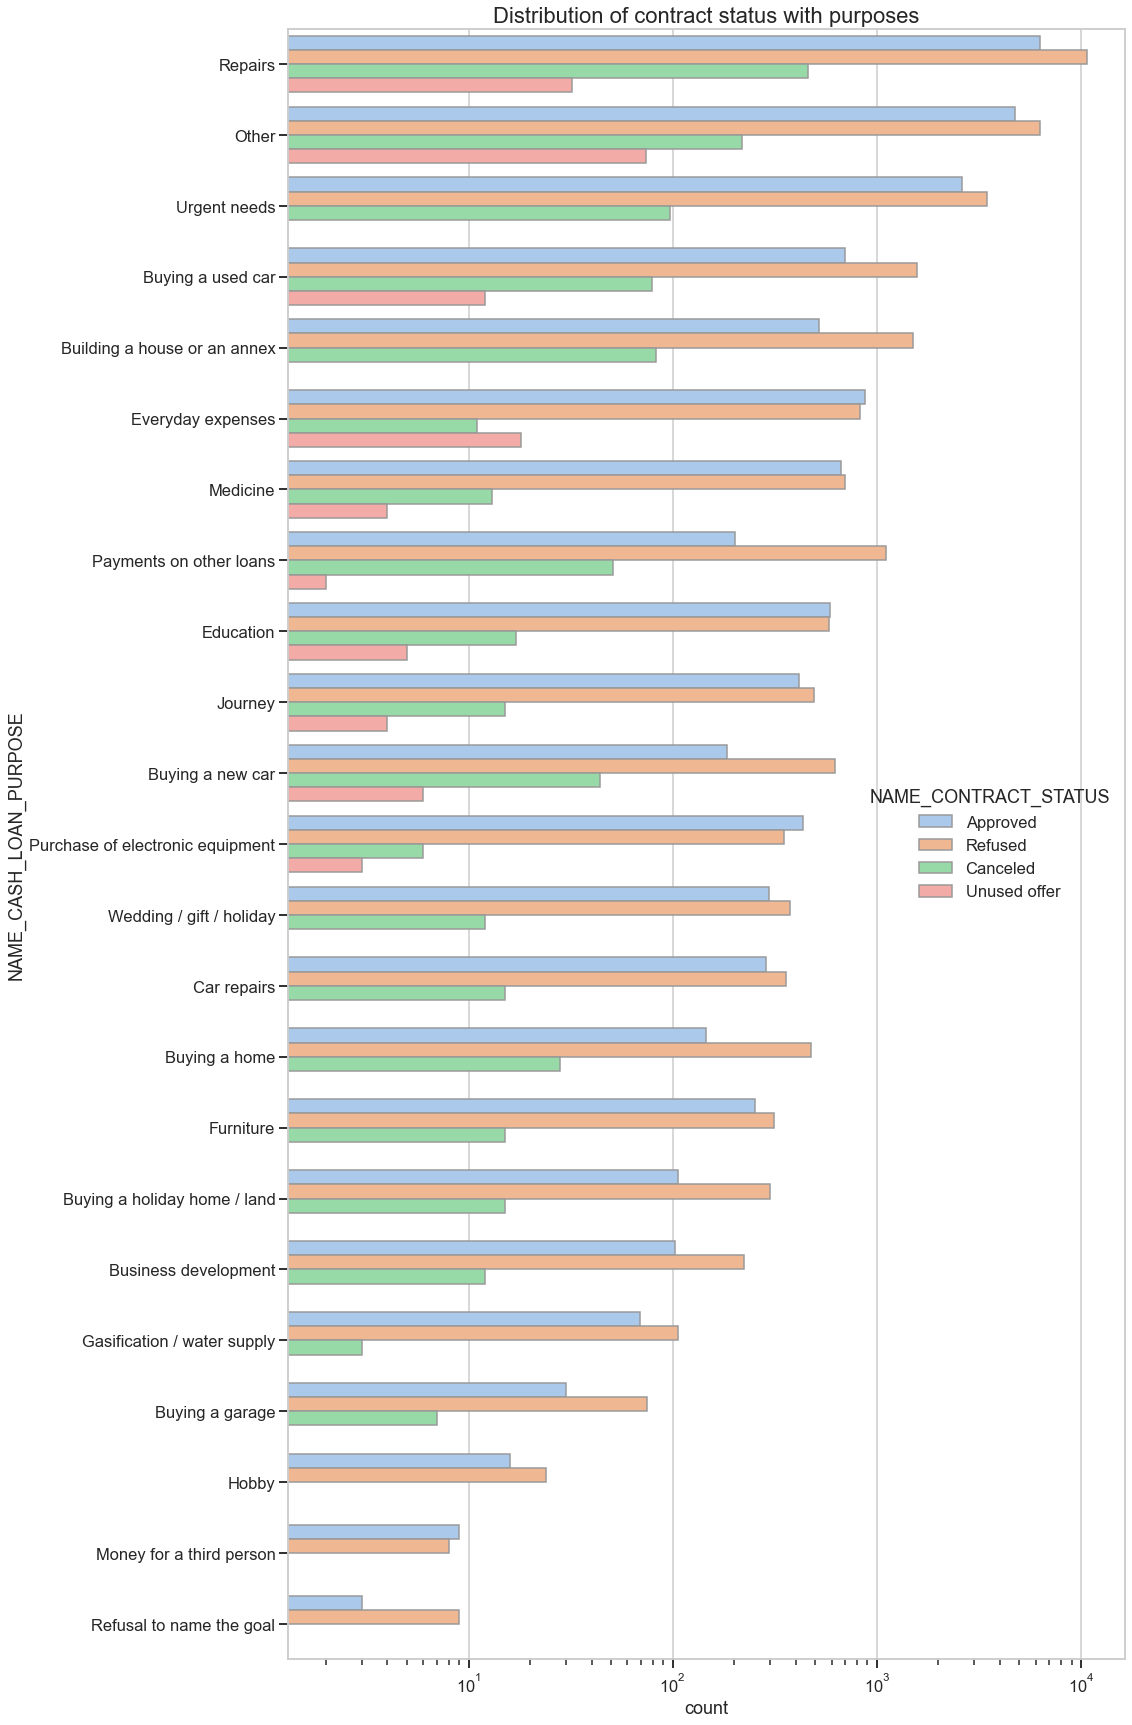 Distribution of contract status with purposes
NAME_CASH_LOAN_PURPOSE
Repairs
Other
Urgent needs
Buying a used car
Building a house or an annex
Everyday expenses
Medicine
Payments on other loans
Education
Journey
Buying a new car
Purchase of electronic equipment
Wedding / gift / holiday
Car repairs
Buying a home
Furniture
Buying a holiday home / land
Business development
Gasification / water supply
Buying a garage
Hobby
Money for a third person
Refusal to name the goal
NAME_CONTRACT_STATUS
Approved
Refused
Canceled
Unused offer
10¹ 10² 10³ 10⁴
count